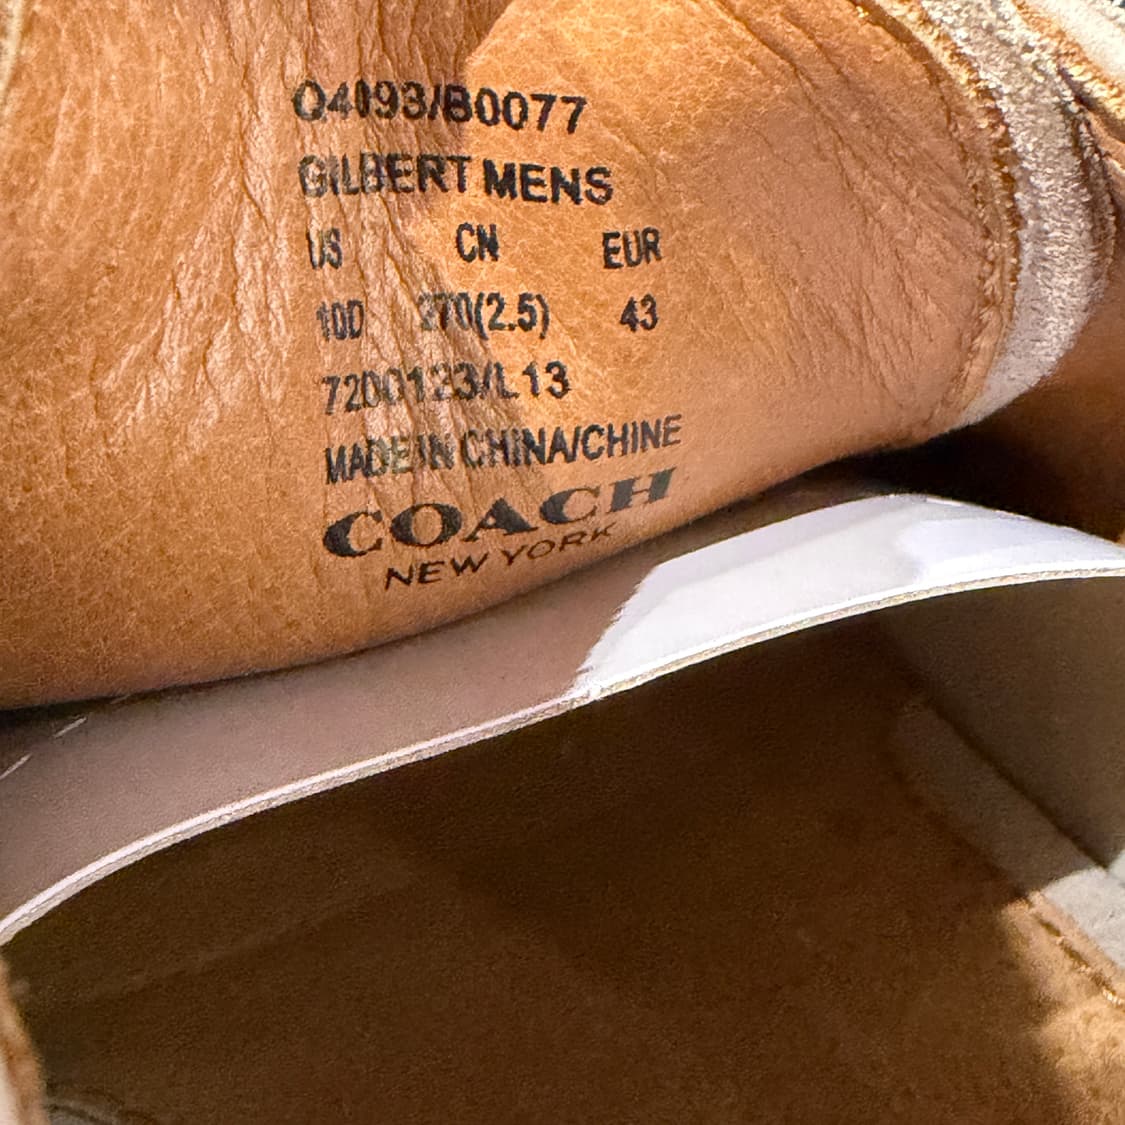 Q4093/B0077
GILBERT MENS
US CN EUR
10D 270(2.5) 43
7200123/L13
MADE IN CHINA/CHINE
COACH
NEW YORK